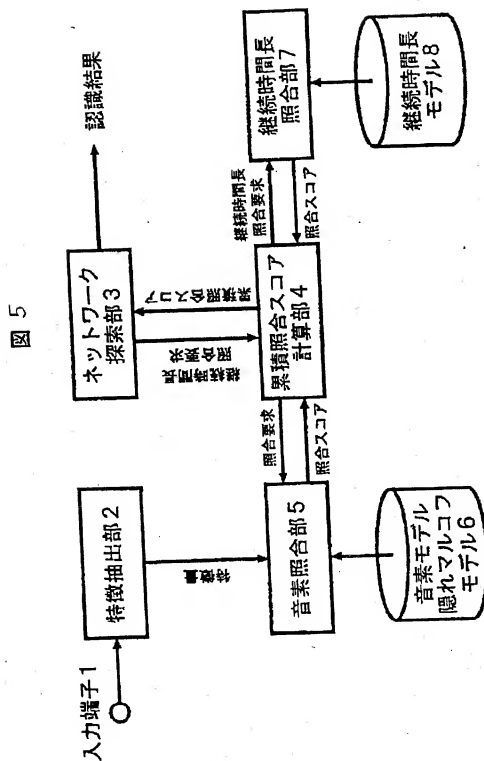 図5
入力端子1
特徴抽出部2
特徴量
ネットワーク
探索部3
認識結果
累積
照合スコア
音素照合部5
照合要求
照合スコア
累積照合スコア
計算部4
継続時間長
照合要求
照合スコア
継続時間長
照合部7
音素モデル
隠れマルコフ
モデル6
継続時間長
モデル8